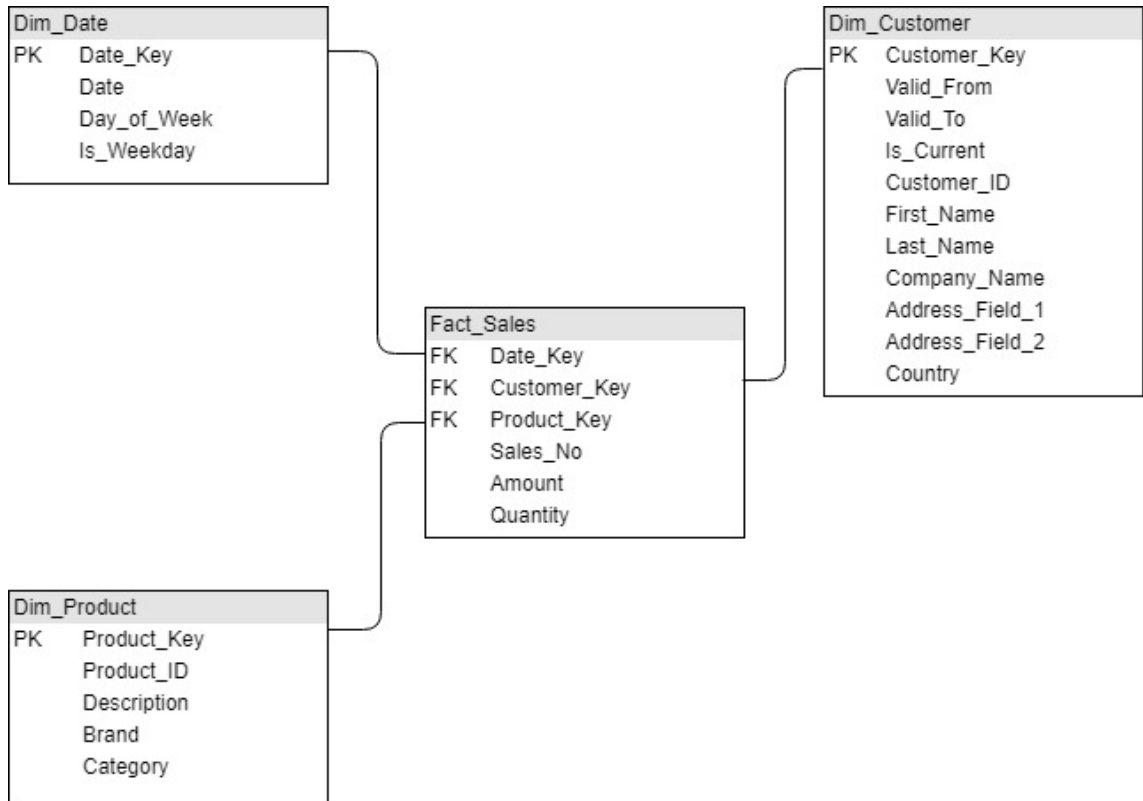 Dim_Date
PK Date_Key
Date
Day_of_Week
Is_Weekday
Dim_Customer
PK Customer_Key
Valid_From
Valid_To
Is_Current
Customer_ID
First_Name
Last_Name
Company_Name
Address_Field_1
Address_Field_2
Country
Fact_Sales
FK Date_Key
FK Customer_Key
FK Product_Key
Sales_No
Amount
Quantity
Dim_Product
PK Product_Key
Product_ID
Description
Brand
Category